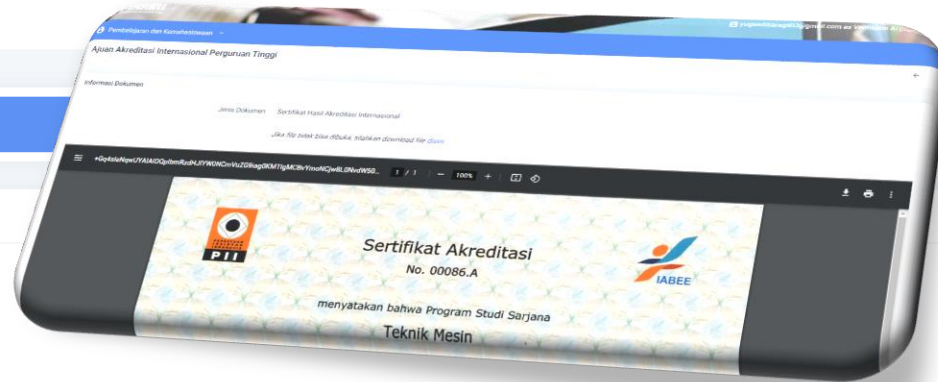 Pembelajaran dan Kemahasiswaan
Ajuan Akreditasi Internasional Perguruan Tinggi
Informasi Dokumen
Jenis Dokumen Sertifikat Hasil Akreditasi Internasional
Jika file tidak bisa dibuka, silahkan download file disini
1 / 1 — 100% +
PII
Sertifikat Akreditasi
No. 00086.A
IABEE
menyatakan bahwa Program Studi Sarjana
Teknik Mesin